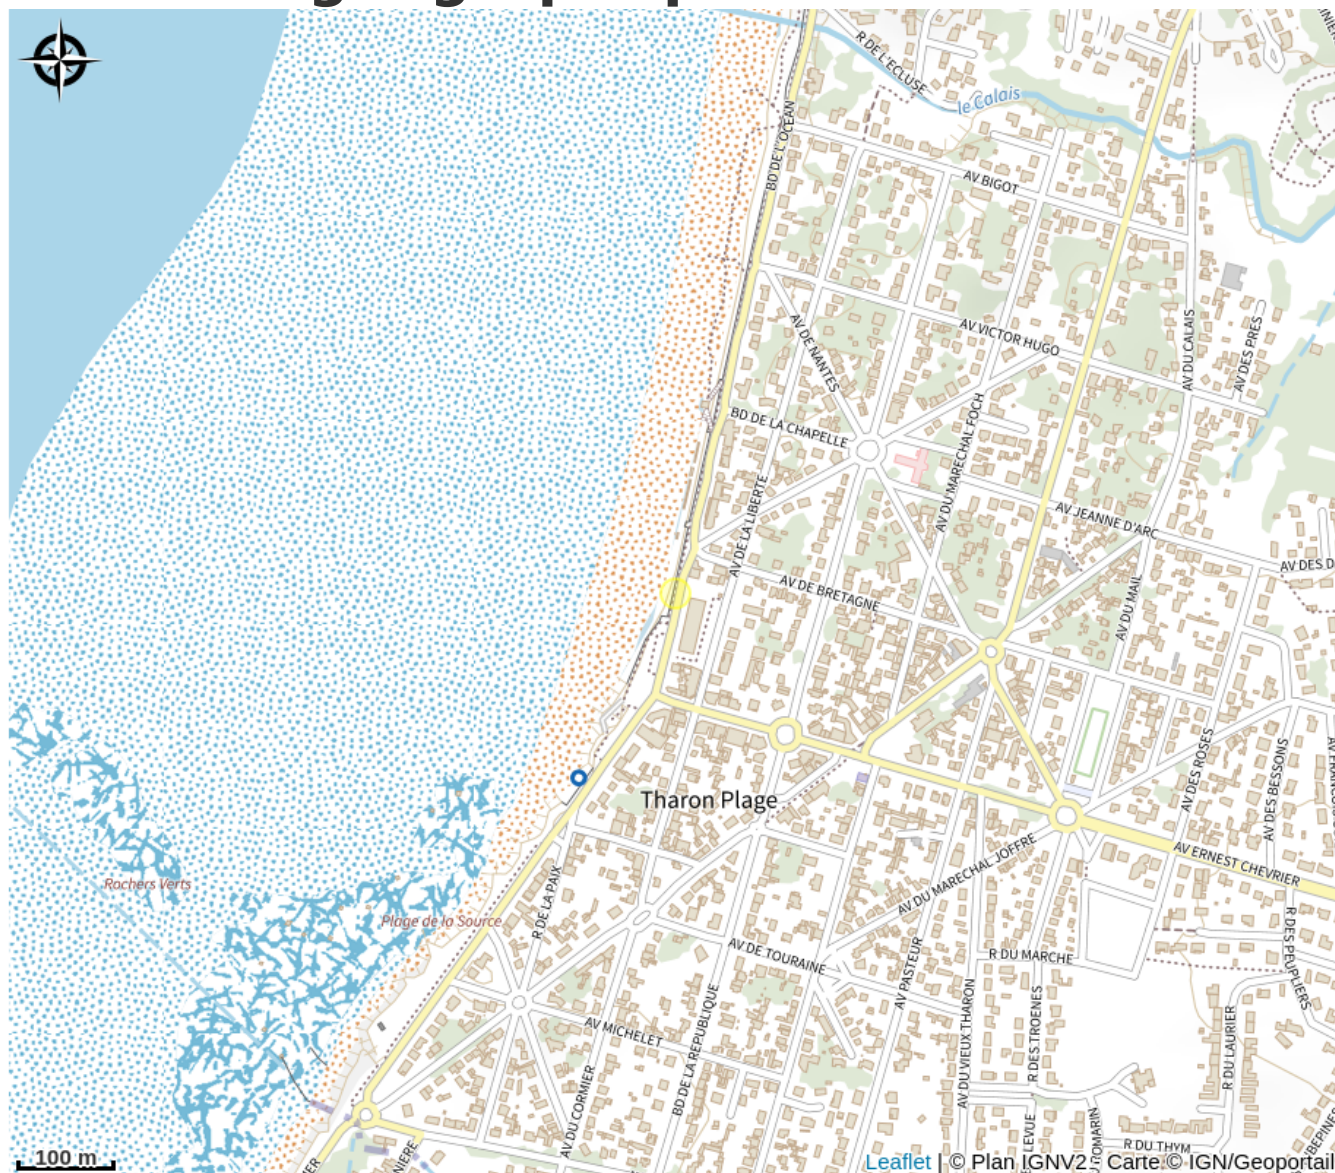 R DE L'ECLUSE
le Calais
BD DE L'OCEAN
AV BIGOT
AV DE NANTES
AV VICTOR HUGO
AV DU CALAIS
AV DES PRES
BD DE LA CHAPELLE
AV DU MARECHAL FOCH
AV DE LA LIBERTE
AV JEANNE D'ARC
AV DES D
AV DE BRETAGNE
AV DU MAIL
AV DES ROSES
AV DES BESSONS
Tharon Plage
AV ERNEST CHEVRIER
Rochers Verts
Plage de la Source
R DE LA PAIX
AV DU MARECHAL JOFFRE
R DES PEUPLIERS
AV DE TOURAINE
AV PASTEUR
R DU MARCHE
AV MICHELET
BD DE LA REPUBLIQUE
AV DU VIEUX THARON
R DES TROENES
R DU LAURIER
AV DU CORMIER
R DU THYM
100 m
Leaflet | © Plan IGNV2 - Carte © IGN/Geoportail